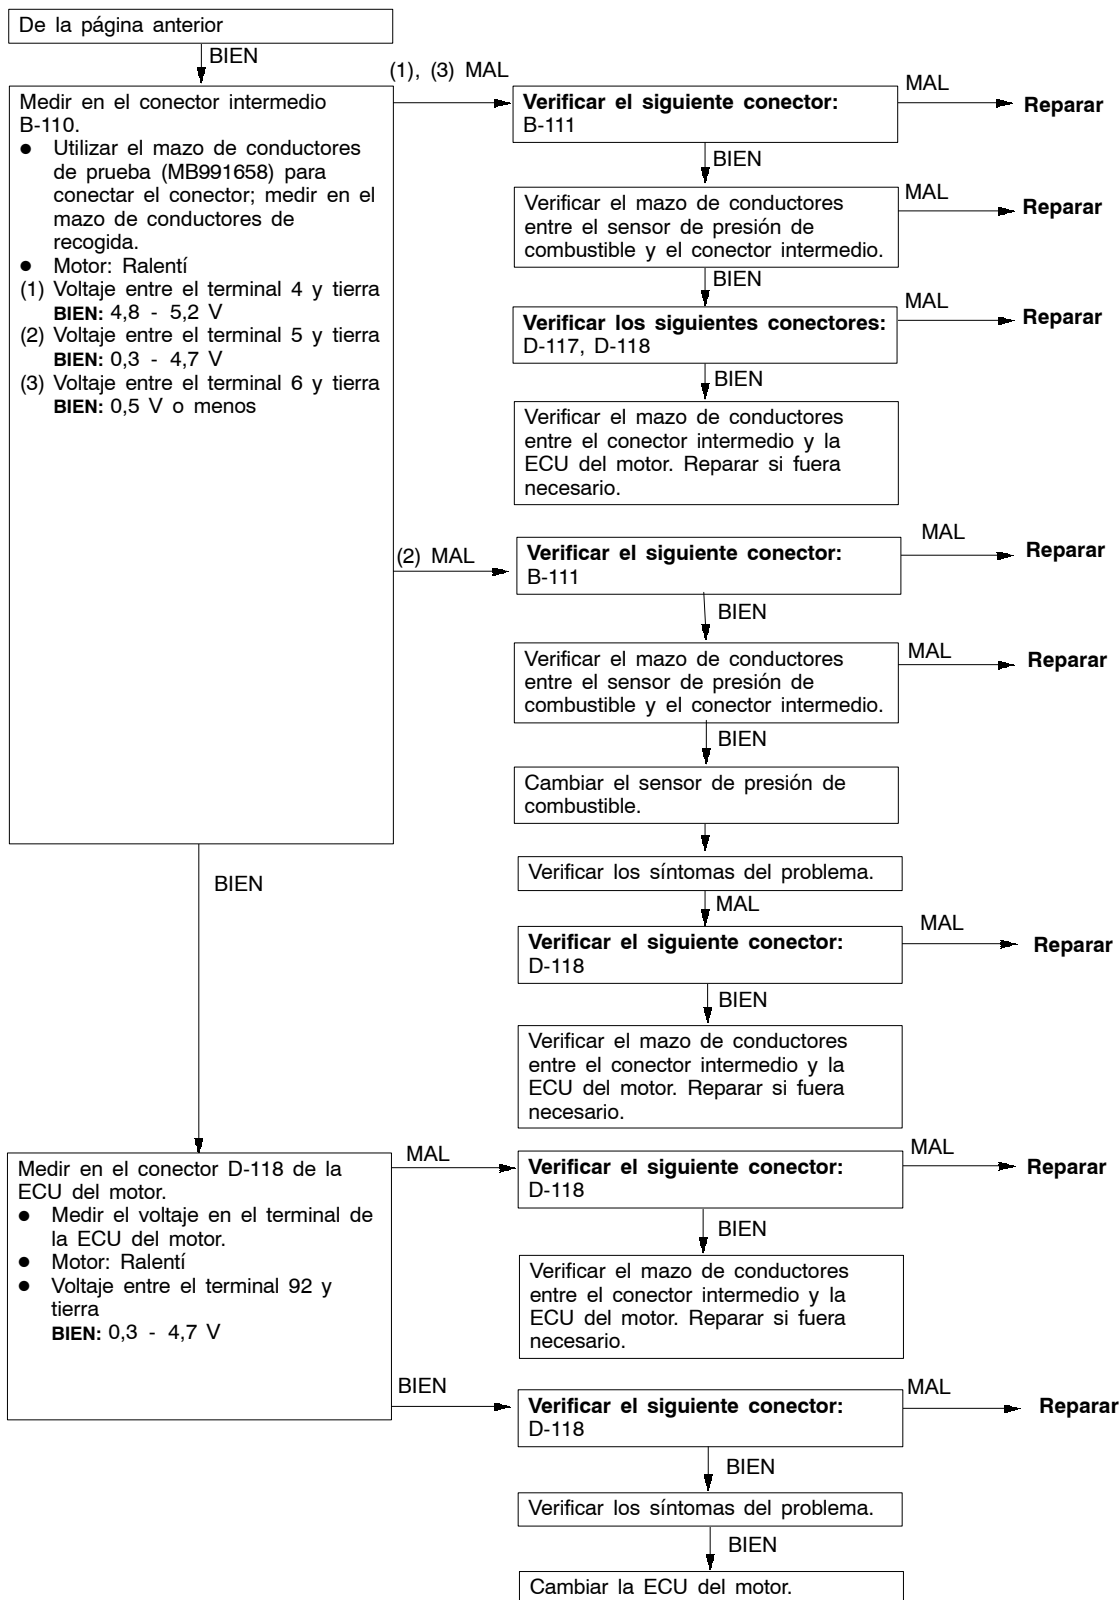 De la página anterior
BIEN
Medir en el conector intermedio
B-110.
● Utilizar el mazo de conductores
de prueba (MB991658) para
conectar el conector; medir en el
mazo de conductores de
recogida.
● Motor: Ralentí
(1) Voltaje entre el terminal 4 y tierra
BIEN: 4,8 - 5,2 V
(2) Voltaje entre el terminal 5 y tierra
BIEN: 0,3 - 4,7 V
(3) Voltaje entre el terminal 6 y tierra
BIEN: 0,5 V o menos
(1), (3) MAL
Verificar el siguiente conector:
B-111
MAL
Reparar
BIEN
Verificar el mazo de conductores
entre el sensor de presión de
combustible y el conector intermedio.
MAL
Reparar
BIEN
Verificar los siguientes conectores:
D-117, D-118
MAL
Reparar
BIEN
Verificar el mazo de conductores
entre el conector intermedio y la
ECU del motor. Reparar si fuera
necesario.
(2) MAL
Verificar el siguiente conector:
B-111
MAL
Reparar
BIEN
Verificar el mazo de conductores
entre el sensor de presión de
combustible y el conector intermedio.
MAL
Reparar
BIEN
Cambiar el sensor de presión de
combustible.
Verificar los síntomas del problema.
MAL
Verificar el siguiente conector:
D-118
MAL
Reparar
BIEN
Verificar el mazo de conductores
entre el conector intermedio y la
ECU del motor. Reparar si fuera
necesario.
BIEN
Medir en el conector D-118 de la
ECU del motor.
● Medir el voltaje en el terminal de
la ECU del motor.
● Motor: Ralentí
● Voltaje entre el terminal 92 y
tierra
BIEN: 0,3 - 4,7 V
MAL
Verificar el siguiente conector:
D-118
MAL
Reparar
BIEN
Verificar el mazo de conductores
entre el conector intermedio y la
ECU del motor. Reparar si fuera
necesario.
BIEN
Verificar el siguiente conector:
D-118
MAL
Reparar
BIEN
Verificar los síntomas del problema.
BIEN
Cambiar la ECU del motor.